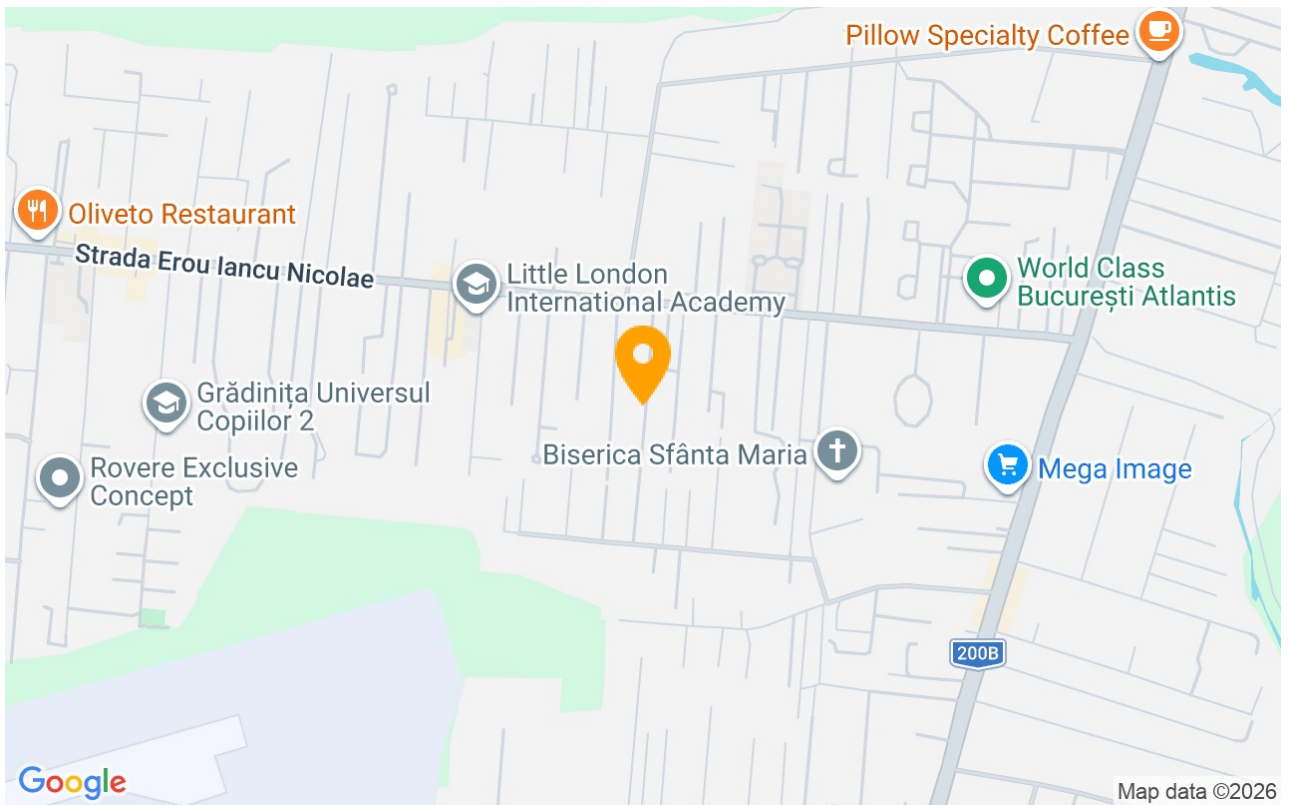 Pillow Specialty Coffee
Oliveto Restaurant
Strada Erou Iancu Nicolae
Little London
International Academy
World Class
București Atlantis
Grădinița Universul
Copiilor 2
Biserica Sfânta Maria
Mega Image
Rovere Exclusive
Concept
200B
Google
Map data ©2026